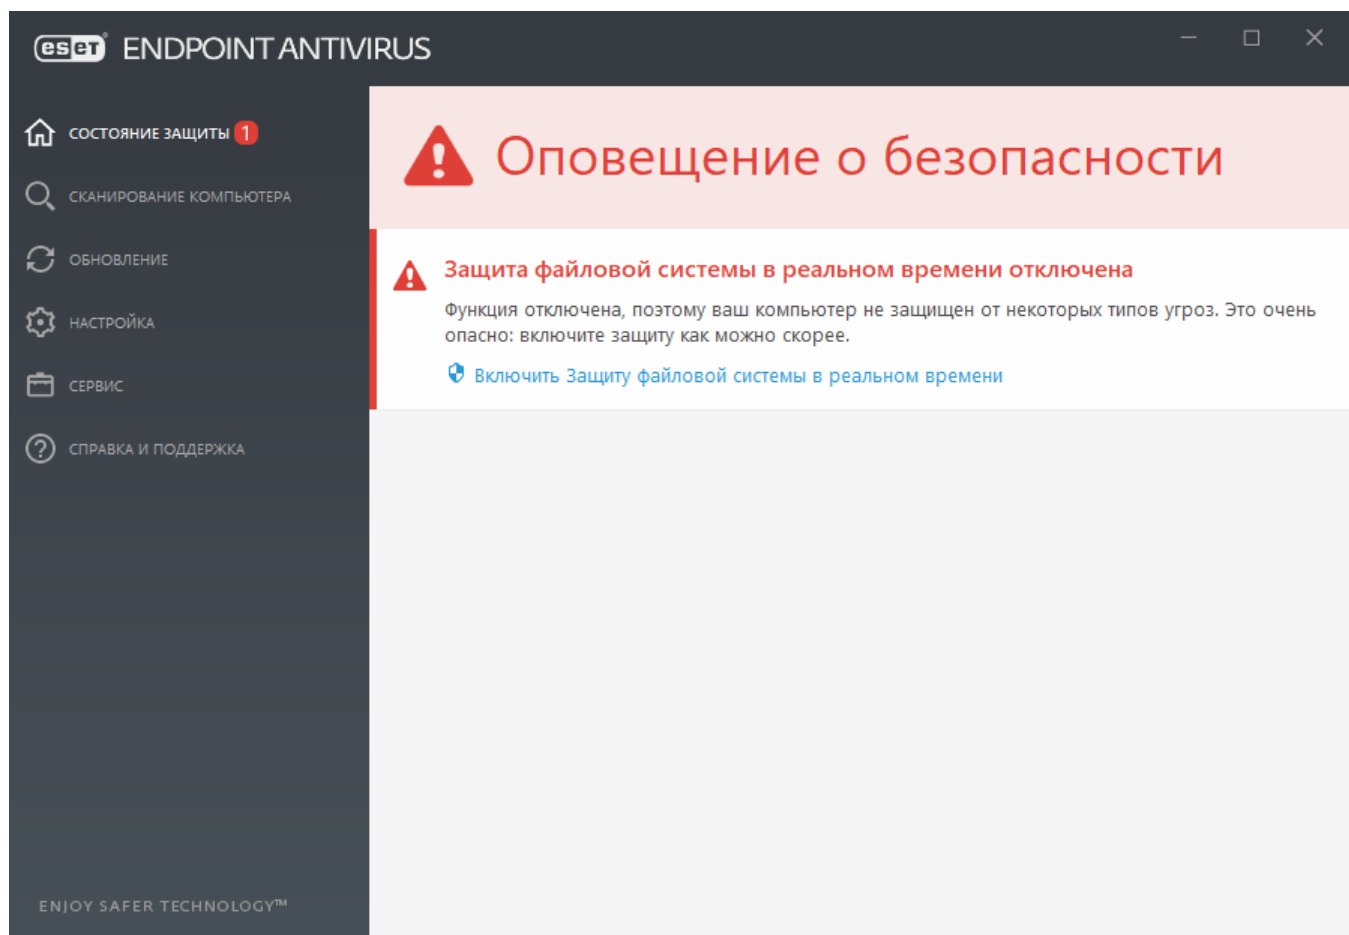 eset ENDPOINT ANTIVIRUS
СОСТОЯНИЕ ЗАЩИТЫ 1
СКАНИРОВАНИЕ КОМПЬЮТЕРА
ОБНОВЛЕНИЕ
НАСТРОЙКА
СЕРВИС
СПРАВКА И ПОДДЕРЖКА
ENJOY SAFER TECHNOLOGY™
Оповещение о безопасности
Защита файловой системы в реальном времени отключена
Функция отключена, поэтому ваш компьютер не защищен от некоторых типов угроз. Это очень
опасно: включите защиту как можно скорее.
Включить Защиту файловой системы в реальном времени